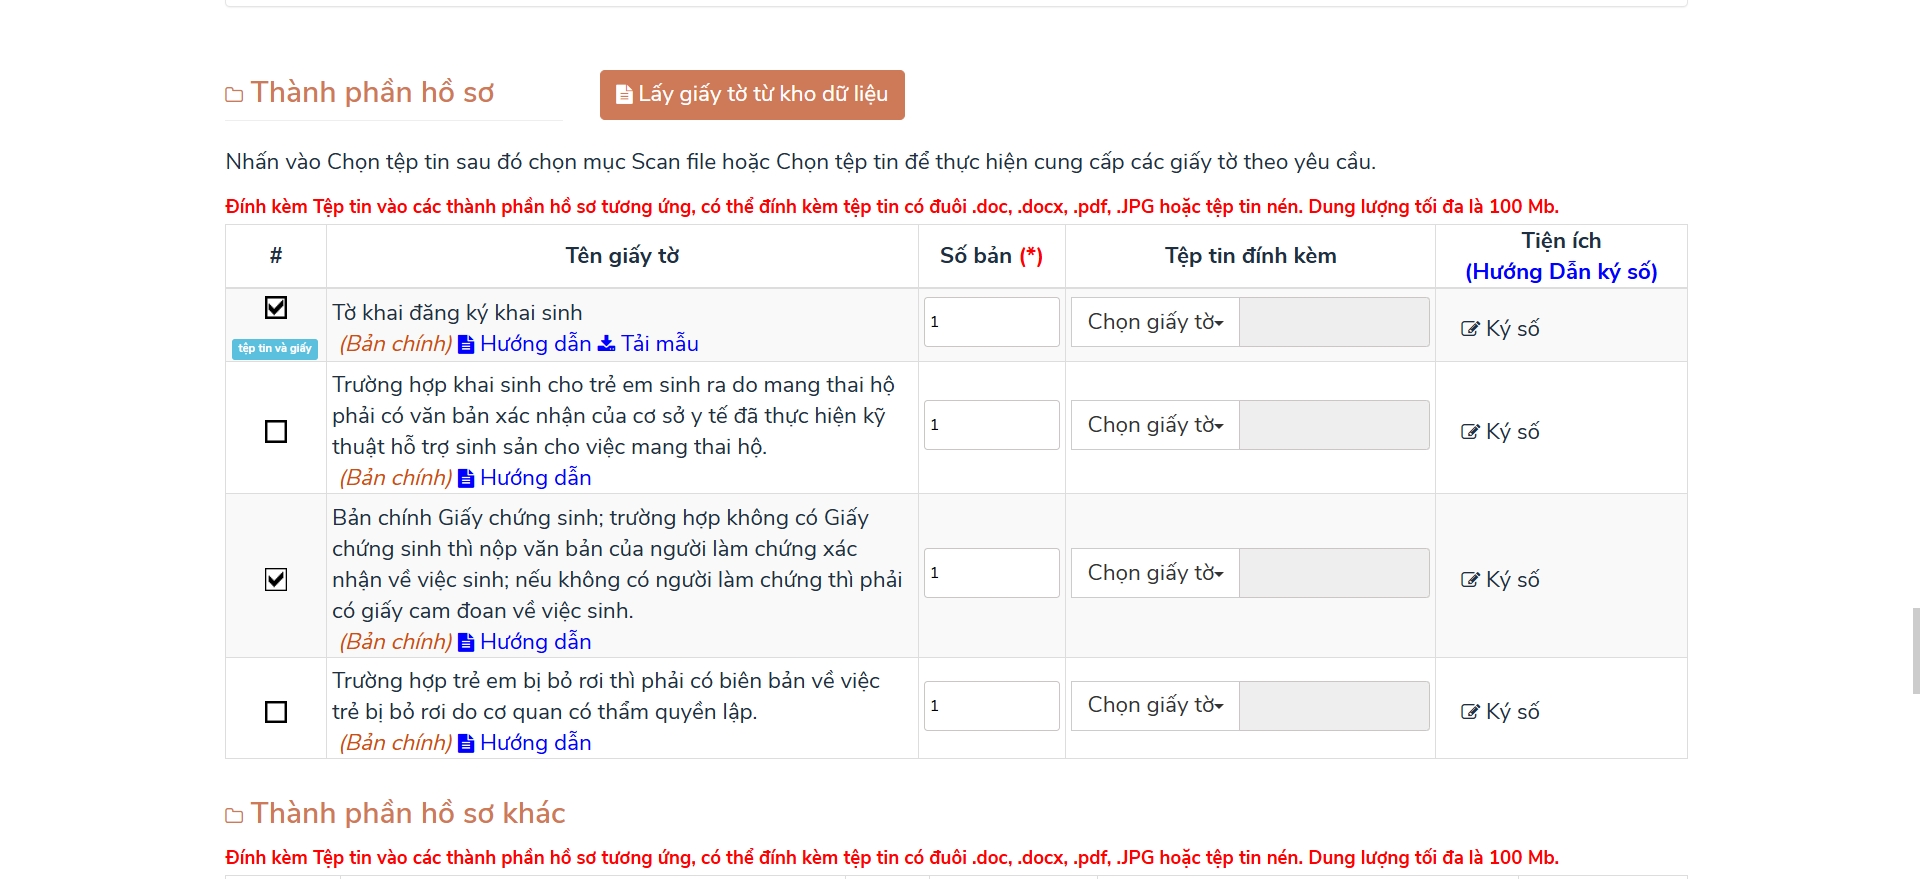 Thành phần hồ sơ
Lấy giấy tờ từ kho dữ liệu
Nhấn vào Chọn tệp tin sau đó chọn mục Scan file hoặc Chọn tệp tin để thực hiện cung cấp các giấy tờ theo yêu cầu.
Đính kèm Tệp tin vào các thành phần hồ sơ tương ứng, có thể đính kèm tệp tin có đuôi .doc, .docx, .pdf, .JPG hoặc tệp tin nén. Dung lượng tối đa là 100 Mb.
# Tên giấy tờ Số bản (*) Tệp tin đính kèm Tiện ích
(Hướng Dẫn ký số)
Tờ khai đăng ký khai sinh
(Bản chính) Hướng dẫn Tải mẫu
tệp tin và giấy
1 Chọn giấy tờ Ký số
Trường hợp khai sinh cho trẻ em sinh ra do mang thai hộ
phải có văn bản xác nhận của cơ sở y tế đã thực hiện kỹ
thuật hỗ trợ sinh sản cho việc mang thai hộ.
(Bản chính) Hướng dẫn
1 Chọn giấy tờ Ký số
Bản chính Giấy chứng sinh; trường hợp không có Giấy
chứng sinh thì nộp văn bản của người làm chứng xác
nhận về việc sinh; nếu không có người làm chứng thì phải
có giấy cam đoan về việc sinh.
(Bản chính) Hướng dẫn
1 Chọn giấy tờ Ký số
Trường hợp trẻ em bị bỏ rơi thì phải có biên bản về việc
trẻ bị bỏ rơi do cơ quan có thẩm quyền lập.
(Bản chính) Hướng dẫn
1 Chọn giấy tờ Ký số
Thành phần hồ sơ khác
Đính kèm Tệp tin vào các thành phần hồ sơ tương ứng, có thể đính kèm tệp tin có đuôi .doc, .docx, .pdf, .JPG hoặc tệp tin nén. Dung lượng tối đa là 100 Mb.